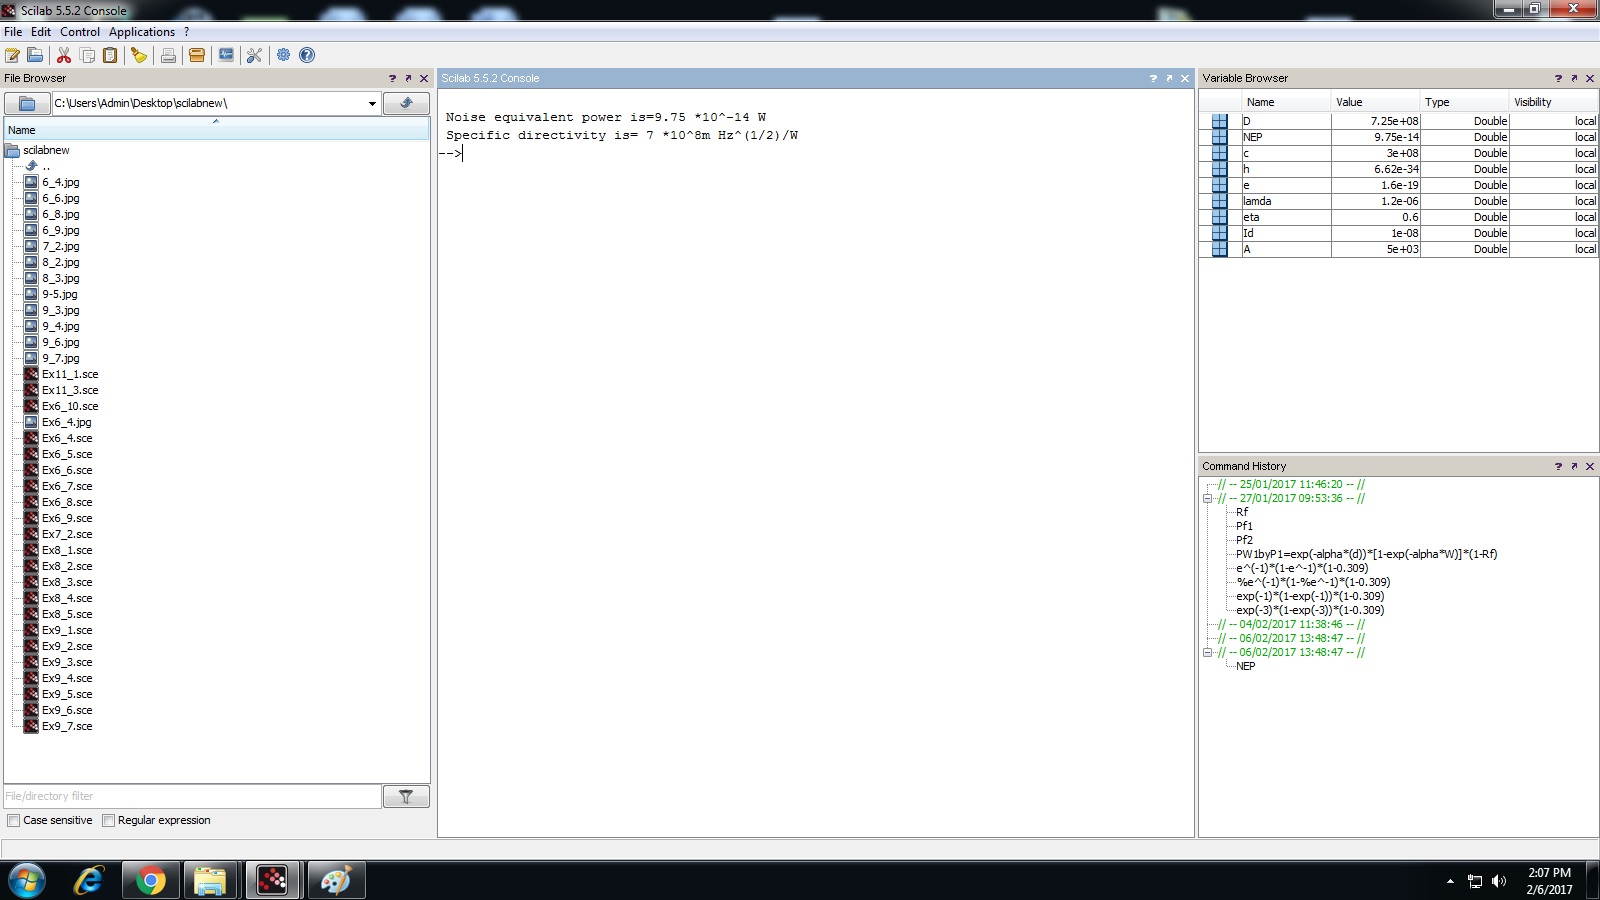 Scilab 5.5.2 Console
File Edit Control Applications ?
File Browser
C:\Users\Admin\Desktop\scilabnew\
Name
scilabnew
..
6_4.jpg
6_6.jpg
6_8.jpg
6_9.jpg
7_2.jpg
8_2.jpg
8_3.jpg
9-5.jpg
9_3.jpg
9_4.jpg
9_6.jpg
9_7.jpg
Ex11_1.sce
Ex11_3.sce
Ex6_10.sce
Ex6_4.jpg
Ex6_4.sce
Ex6_5.sce
Ex6_6.sce
Ex6_7.sce
Ex6_8.sce
Ex6_9.sce
Ex7_2.sce
Ex8_1.sce
Ex8_2.sce
Ex8_3.sce
Ex8_4.sce
Ex8_5.sce
Ex9_1.sce
Ex9_2.sce
Ex9_3.sce
Ex9_4.sce
Ex9_5.sce
Ex9_6.sce
Ex9_7.sce
File/directory filter
Case sensitive Regular expression
Scilab 5.5.2 Console
Noise equivalent power is=9.75 *10^-14 W
Specific directivity is= 7 *10^8m Hz^(1/2)/W
-->
Variable Browser
Name Value Type Visibility
D 7.25e+08 Double local
NEP 9.75e-14 Double local
c 3e+08 Double local
h 6.62e-34 Double local
e 1.6e-19 Double local
lamda 1.2e-06 Double local
eta 0.6 Double local
Id 1e-08 Double local
A 5e+03 Double local
Command History
// -- 25/01/2017 11:46:20 -- //
// -- 27/01/2017 09:53:36 -- //
Rf
Pf1
Pf2
PW1byP1=exp(-alpha*(d))*[1-exp(-alpha*W)]*(1-Rf)
e^(-1)*(1-e^-1)*(1-0.309)
%e^(-1)*(1-%e^-1)*(1-0.309)
exp(-1)*(1-exp(-1))*(1-0.309)
exp(-3)*(1-exp(-3))*(1-0.309)
// -- 04/02/2017 11:38:46 -- //
// -- 06/02/2017 13:48:47 -- //
// -- 06/02/2017 13:48:47 -- //
NEP
2:07 PM
2/6/2017